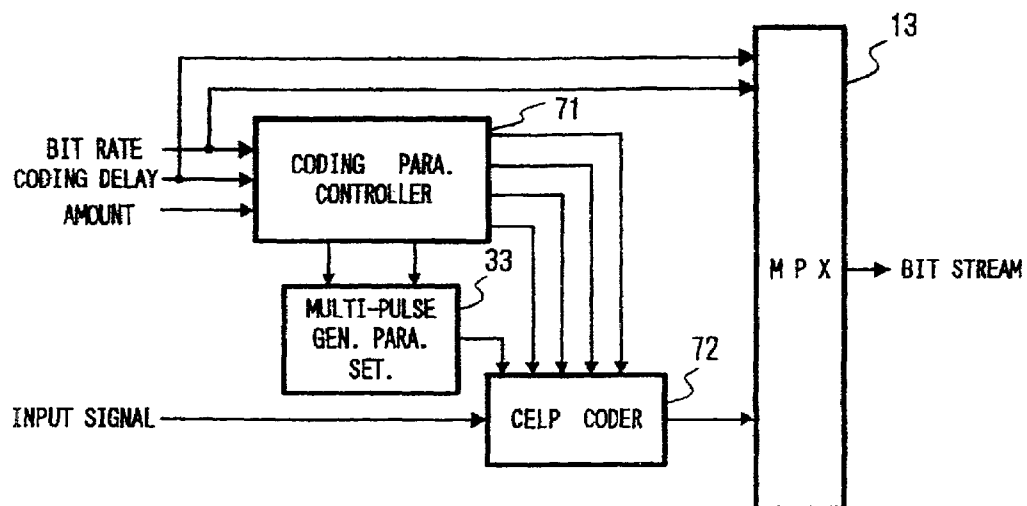 13
71
BIT RATE
CODING DELAY
AMOUNT
CODING PARA.
CONTROLLER
33
MULTI-PULSE
GEN. PARA.
SET.
M P X
BIT STREAM
72
INPUT SIGNAL
CELP CODER